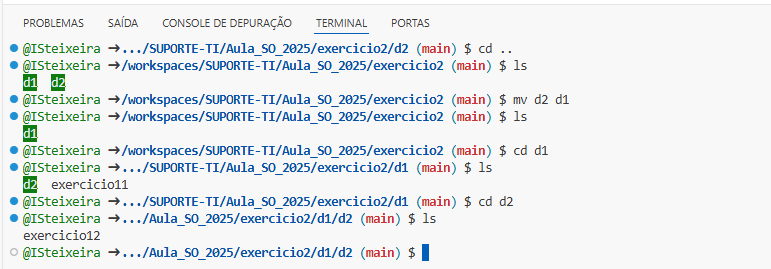 PROBLEMAS SAÍDA CONSOLE DE DEPURAÇÃO TERMINAL PORTAS
@ISteixeira ➜.../SUPORTE-TI/Aula_SO_2025/exercicio2/d2 (main) $ cd ..
@ISteixeira ➜/workspaces/SUPORTE-TI/Aula_SO_2025/exercicio2 (main) $ ls
d1 d2
@ISteixeira ➜/workspaces/SUPORTE-TI/Aula_SO_2025/exercicio2 (main) $ mv d2 d1
@ISteixeira ➜/workspaces/SUPORTE-TI/Aula_SO_2025/exercicio2 (main) $ ls
d1
@ISteixeira ➜/workspaces/SUPORTE-TI/Aula_SO_2025/exercicio2 (main) $ cd d1
@ISteixeira ➜.../SUPORTE-TI/Aula_SO_2025/exercicio2/d1 (main) $ ls
d2 exercicio11
@ISteixeira ➜.../SUPORTE-TI/Aula_SO_2025/exercicio2/d1 (main) $ cd d2
@ISteixeira ➜.../Aula_SO_2025/exercicio2/d1/d2 (main) $ ls
exercicio12
@ISteixeira ➜.../Aula_SO_2025/exercicio2/d1/d2 (main) $